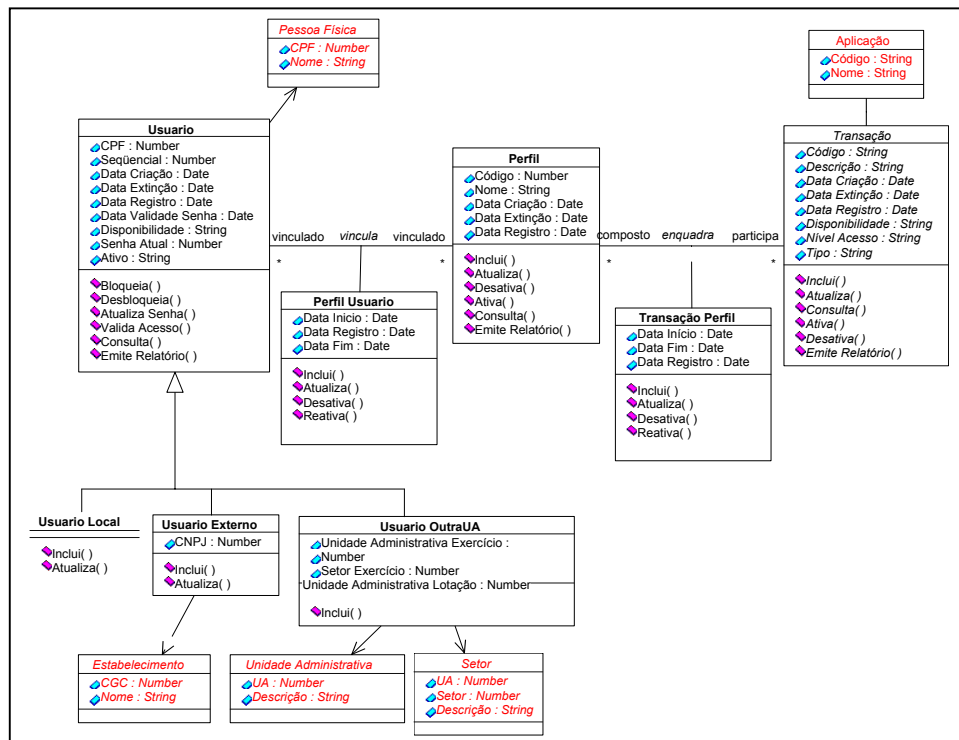 Pessoa Física
CPF : Number
Nome : String
Aplicação
Código : String
Nome : String
Usuario
CPF : Number
Seqüencial : Number
Data Criação : Date
Data Extinção : Date
Data Registro : Date
Data Validade Senha : Date
Disponibilidade : String
Senha Atual : Number
Ativo : String
Bloqueia( )
Desbloqueia( )
Atualiza Senha( )
Valida Acesso( )
Consulta( )
Emite Relatório( )
vinculado
vincula
vinculado
*
*
Perfil Usuario
Data Inicio : Date
Data Registro : Date
Data Fim : Date
Inclui( )
Atualiza( )
Desativa( )
Reativa( )
Perfil
Código : Number
Nome : String
Data Criação : Date
Data Extinção : Date
Data Registro : Date
Inclui( )
Atualiza( )
Desativa( )
Ativa( )
Consulta( )
Emite Relatório( )
composto
enquadra
participa
*
*
Transação Perfil
Data Início : Date
Data Fim : Date
Data Registro : Date
Inclui( )
Atualiza( )
Desativa( )
Reativa( )
Transação
Código : String
Descrição : String
Data Criação : Date
Data Extinção : Date
Data Registro : Date
Disponibilidade : String
Nível Acesso : String
Tipo : String
Inclui( )
Atualiza( )
Consulta( )
Ativa( )
Desativa( )
Emite Relatório( )
Usuario Local
Inclui( )
Atualiza( )
Usuario Externo
CNPJ : Number
Inclui( )
Atualiza( )
Usuario OutraUA
Unidade Administrativa Exercício :
Number
Setor Exercício : Number
Unidade Administrativa Lotação : Number
Inclui( )
Estabelecimento
CGC : Number
Nome : String
Unidade Administrativa
UA : Number
Descrição : String
Setor
UA : Number
Setor : Number
Descrição : String